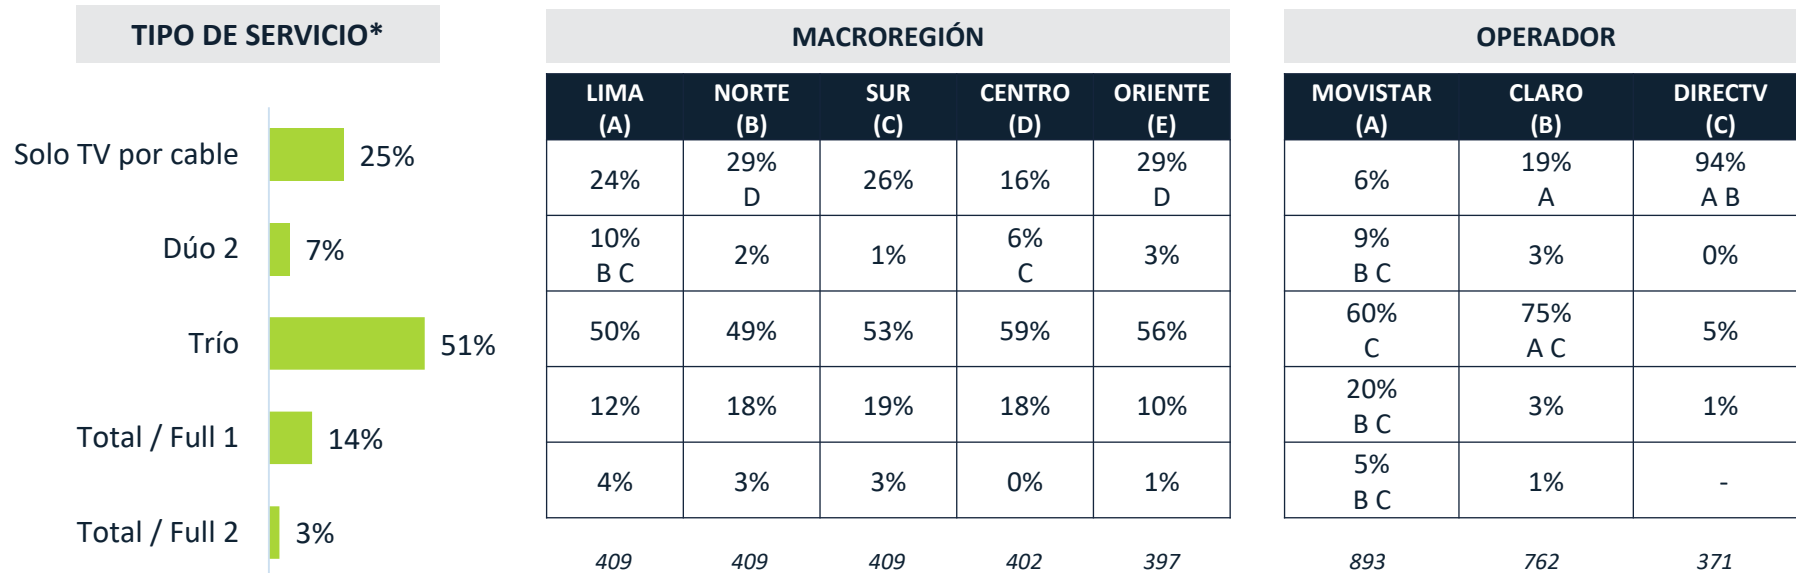 TIPO DE SERVICIO*
MACROREGIÓN
OPERADOR
LIMA (A)
NORTE (B)
SUR (C)
CENTRO (D)
ORIENTE (E)
MOVISTAR (A)
CLARO (B)
DIRECTV (C)
Solo TV por cable 25%
24% 29% D 26% 16% 29% D
6% 19% A 94% A B
Dúo 2 7%
10% B C 2% 1% 6% C 3%
9% B C 3% 0%
Trío 51%
50% 49% 53% 59% 56%
60% C 75% A C 5%
Total / Full 1 14%
12% 18% 19% 18% 10%
20% B C 3% 1%
Total / Full 2 3%
4% 3% 3% 0% 1%
5% B C 1% -
409 409 409 402 397
893 762 371